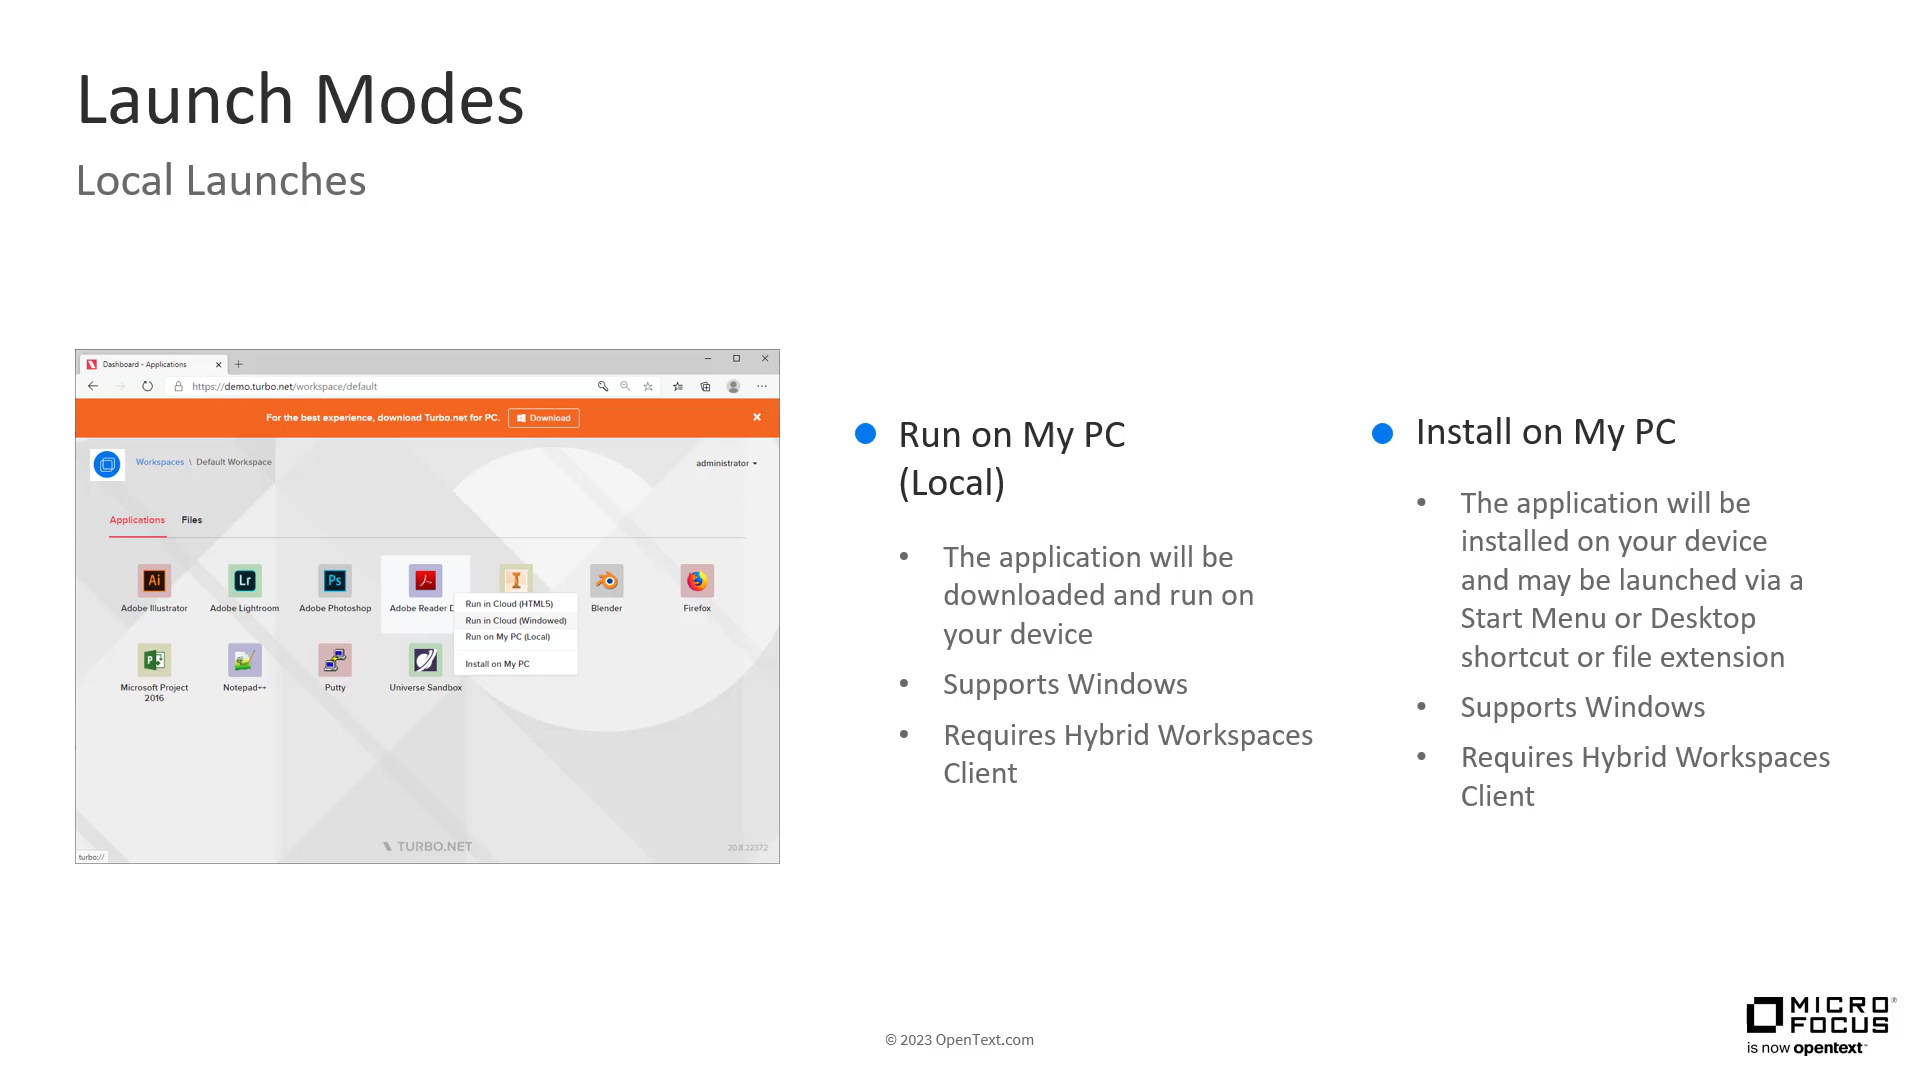 Launch Modes
Local Launches
Dashboard - Applications
https://demo.turbo.net/workspace/default
For the best experience, download Turbo.net for PC.
Download
Workspaces \ Default Workspace
administrator
Applications
Files
Adobe Illustrator
Adobe Lightroom
Adobe Photoshop
Adobe Reader
Blender
Firefox
Run in Cloud (HTML5)
Run in Cloud (Windowed)
Run on My PC (Local)
Install on My PC
Microsoft Project
2016
Notepad++
Putty
Universe Sandbox
TURBO.NET
20.8.2237.2
turbo://
Run on My PC
(Local)
• The application will be
downloaded and run on
your device
• Supports Windows
• Requires Hybrid Workspaces
Client
Install on My PC
• The application will be
installed on your device
and may be launched via a
Start Menu or Desktop
shortcut or file extension
• Supports Windows
• Requires Hybrid Workspaces
Client
© 2023 OpenText.com
MICRO
FOCUS
is now opentext™